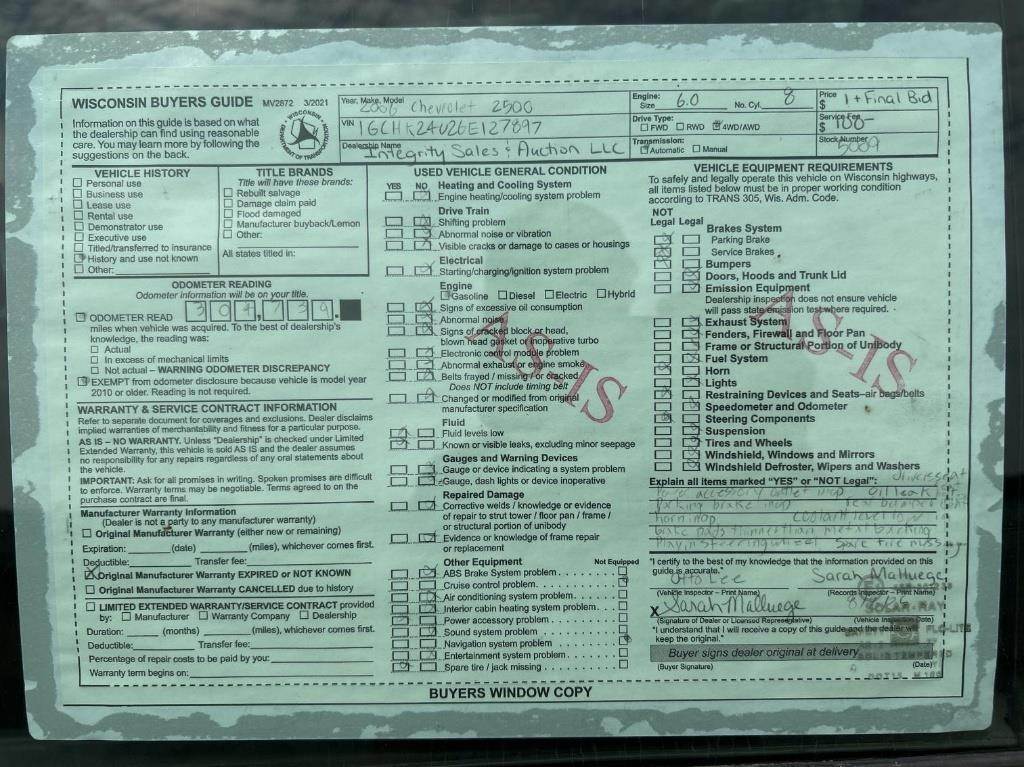 WISCONSIN BUYERS GUIDE MV2872 3/2021
Information on this guide is based on what
the dealership can find using reasonable
care. You may learn more by following the
suggestions on the back.
WISCONSIN
DEPARTMENT OF TRANSPORTATION
Year, Make, Model
2006 Chevrolet 2500
VIN 1GCHK24U26E127897
Dealership Name
Integrity Sales & Auction LLC
Engine:
Size 6.0 No. Cyl. 8
Drive Type:
FWD RWD 4WD/AWD
Transmission:
Automatic Manual
Price
$ 1+Final Bid
Service Fee
$ 100-
Stock Number
5089
VEHICLE HISTORY
Personal use
Business use
Lease use
Rental use
Demonstrator use
Executive use
Titled/transferred to insurance
History and use not known
Other:
TITLE BRANDS
Title will have these brands:
Rebuilt salvage
Damage claim paid
Flood damaged
Manufacturer buyback/Lemon
Other:
All states titled in:
ODOMETER READING
Odometer information will be on your title.
ODOMETER READ 307,739.
miles when vehicle was acquired. To the best of dealership's
knowledge, the reading was:
Actual
In excess of mechanical limits
Not actual – WARNING ODOMETER DISCREPANCY
EXEMPT from odometer disclosure because vehicle is model year
2010 or older. Reading is not required.
WARRANTY & SERVICE CONTRACT INFORMATION
Refer to separate document for coverages and exclusions. Dealer disclaims
implied warranties of merchantability and fitness for a particular purpose.
AS IS – NO WARRANTY. Unless "Dealership" is checked under Limited
Extended Warranty, this vehicle is sold AS IS and the dealer assumes
no responsibility for any repairs regardless of any oral statements about
the vehicle.
IMPORTANT: Ask for all promises in writing. Spoken promises are difficult
to enforce. Warranty terms may be negotiable. Terms agreed to on the
purchase contract are final.
Manufacturer Warranty Information
(Dealer is not a party to any manufacturer warranty)
Original Manufacturer Warranty (either new or remaining)
Expiration: (date) (miles), whichever comes first.
Deductible: Transfer fee:
Original Manufacturer Warranty EXPIRED or NOT KNOWN
Original Manufacturer Warranty CANCELLED due to history
LIMITED EXTENDED WARRANTY/SERVICE CONTRACT provided
by: Manufacturer Warranty Company Dealership
Duration: (months) (miles), whichever comes first.
Deductible: Transfer fee:
Percentage of repair costs to be paid by you:
Warranty term begins on:
USED VEHICLE GENERAL CONDITION
YES NO Heating and Cooling System
Engine heating/cooling system problem
Drive Train
Shifting problem
Abnormal noise or vibration
Visible cracks or damage to cases or housings
Electrical
Starting/charging/ignition system problem
Engine
Gasoline Diesel Electric Hybrid
Signs of excessive oil consumption
Abnormal noise
Signs of cracked block or head,
blown head gasket or inoperative turbo
Electronic control module problem
Abnormal exhaust or engine smoke
Belts frayed / missing / or cracked
Does NOT include timing belt
Changed or modified from original
manufacturer specification
Fluid
Fluid levels low
Known or visible leaks, excluding minor seepage
Gauges and Warning Devices
Gauge or device indicating a system problem
Gauge, dash lights or device inoperative
Repaired Damage
Corrective welds / knowledge or evidence
of repair to strut tower / floor pan / frame /
or structural portion of unibody
Evidence or knowledge of frame repair
or replacement
Other Equipment Not Equipped
ABS Brake System problem
Cruise control problem
Air conditioning system problem
Interior cabin heating system problem
Power accessory problem
Sound system problem
Navigation system problem
Entertainment system problem
Spare tire / jack missing
AS-IS
VEHICLE EQUIPMENT REQUIREMENTS
To safely and legally operate this vehicle on Wisconsin highways,
all items listed below must be in proper working condition
according to TRANS 305, Wis. Adm. Code.
NOT
Legal Legal
Brakes System
Parking Brake
Service Brakes
Bumpers
Doors, Hoods and Trunk Lid
Emission Equipment
Dealership inspection does not ensure vehicle
will pass state emission test where required.
Exhaust System
Fenders, Firewall and Floor Pan
Frame or Structural Portion of Unibody
Fuel System
Horn
Lights
Restraining Devices and Seats–air bags/belts
Speedometer and Odometer
Steering Components
Suspension
Tires and Wheels
Windshield, Windows and Mirrors
Windshield Defroster, Wipers and Washers
AS-IS
Explain all items marked "YES" or "NOT Legal":
oil leak
parking brake inop
horn inop coolant level low
brake pads thinner than metal backing
Play in steering wheel spare tire missing
"I certify to the best of my knowledge that the information provided on this
guide is accurate."
Otto Lee Sarah Malluege
(Vehicle Inspector – Print Name) (Records Inspector – Print Name)
X Sarah Malluege
(Signature of Dealer or Licensed Representative) (Vehicle Inspection Date)
"I understand that I will receive a copy of this guide and the dealer will
keep the original."
Buyer signs dealer original at delivery
(Buyer Signature) (Date)
SOLAR-RAY
BUYERS WINDOW COPY